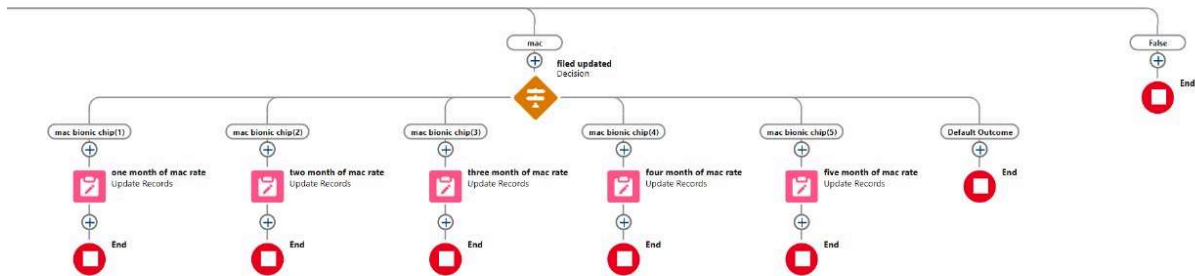 mac
False
filed updated
Decision
End
mac bionic chip(1)
mac bionic chip(2)
mac bionic chip(3)
mac bionic chip(4)
mac bionic chip(5)
Default Outcome
one month of mac rate
Update Records
two month of mac rate
Update Records
three month of mac rate
Update Records
four month of mac rate
Update Records
five month of mac rate
Update Records
End
End
End
End
End
End